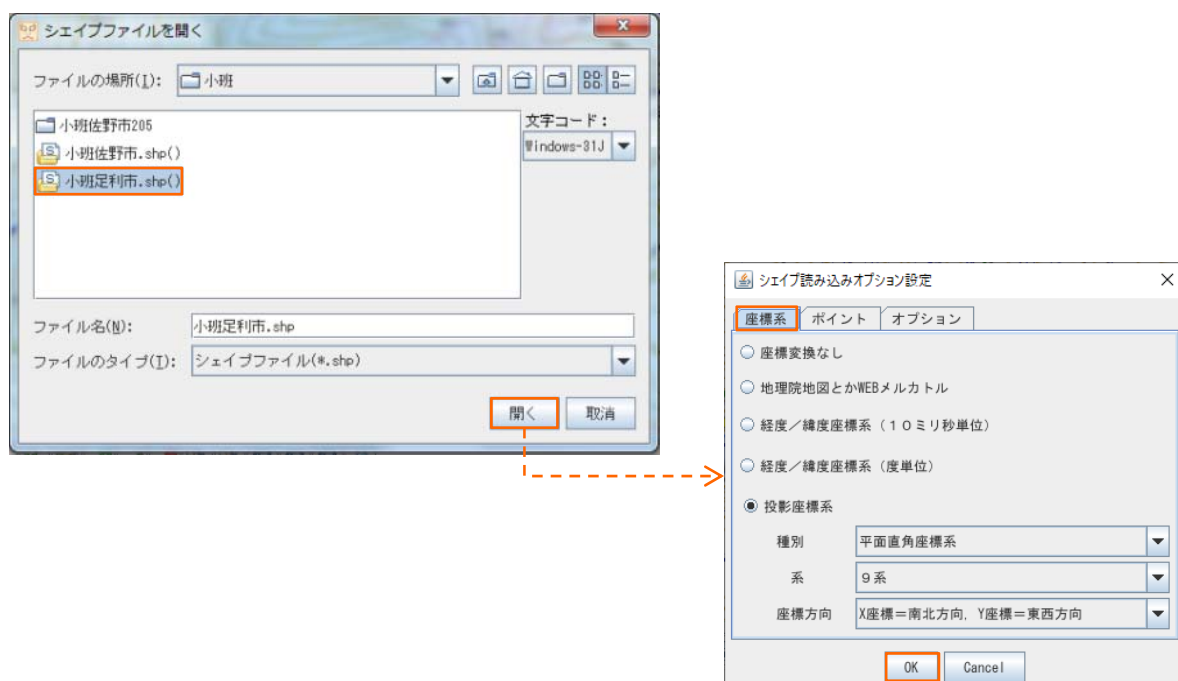 シェイプファイルを開く
ファイルの場所(I): 小班
小班佐野市205
小班佐野市.shp()
小班足利市.shp()
文字コード：
Windows-31J
ファイル名(N): 小班足利市.shp
ファイルのタイプ(T): シェイプファイル(*.shp)
開く 取消
シェイプ読み込みオプション設定
座標系 ポイント オプション
座標変換なし
地理院地図とかWEBメルカトル
経度／緯度座標系（１０ミリ秒単位）
経度／緯度座標系（度単位）
投影座標系
種別 平面直角座標系
系 ９系
座標方向 X座標＝南北方向, Y座標＝東西方向
OK Cancel